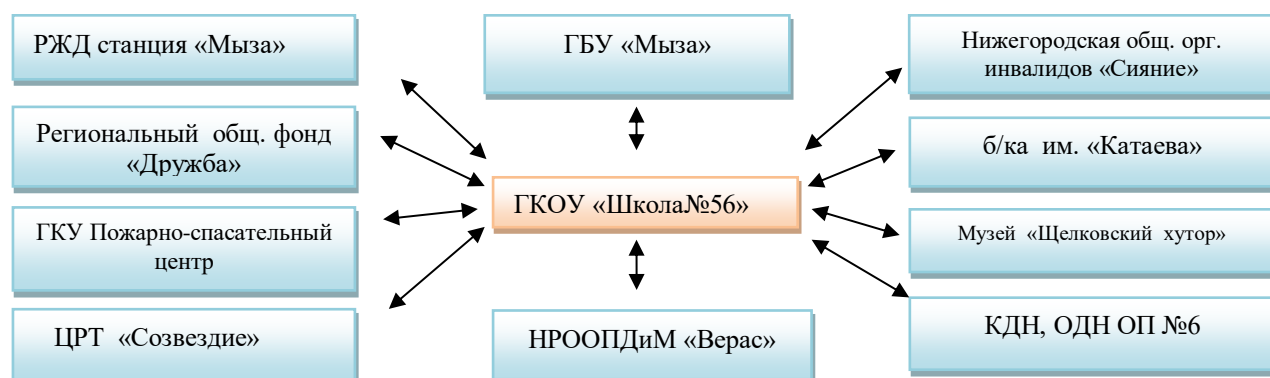 РЖД станция «Мыза»
ГБУ «Мыза»
Нижегородская общ. орг.
инвалидов «Сияние»
Региональный общ. фонд
«Дружба»
б/ка им. «Катаева»
ГКОУ «Школа№56»
ГКУ Пожарно-спасательный
центр
Музей «Щелковский хутор»
ЦРТ «Созвездие»
НРООПДиМ «Верас»
КДН, ОДН ОП №6